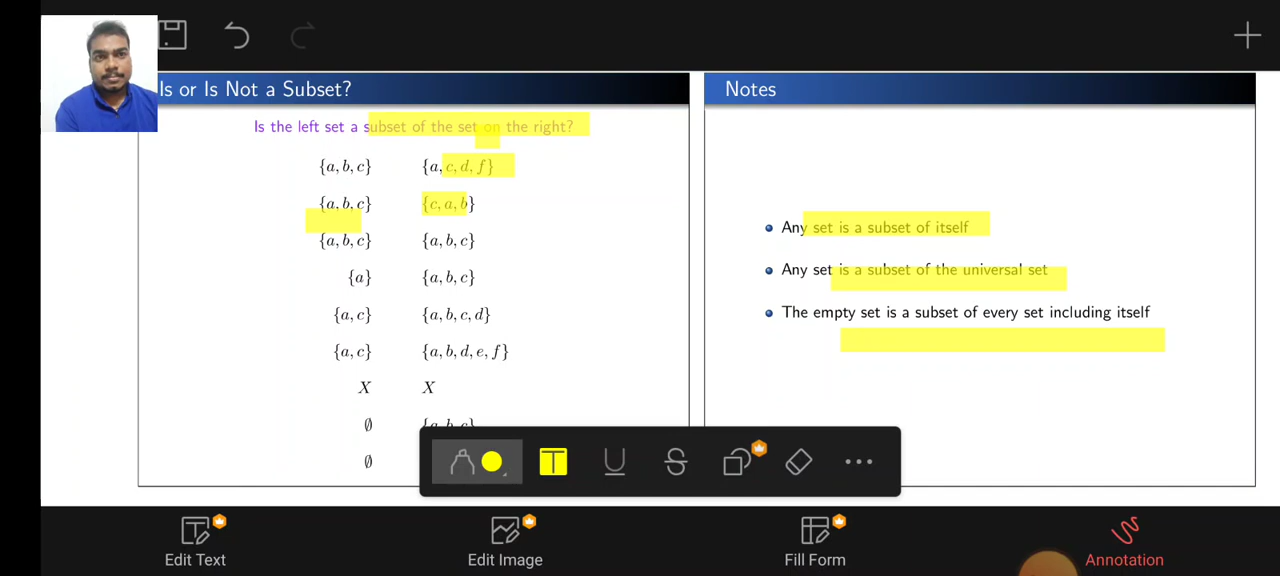 Is or Is Not a Subset?
Is the left set a subset of the set on the right?
{a, b, c} {a, c, d, f}
{a, b, c} {c, a, b}
{a, b, c} {a, b, c}
{a} {a, b, c}
{a, c} {a, b, c, d}
{a, c} {a, b, d, e, f}
X X
∅ {a, b, c}
∅
Notes
Any set is a subset of itself
Any set is a subset of the universal set
The empty set is a subset of every set including itself
T U S
Edit Text Edit Image Fill Form Annotation